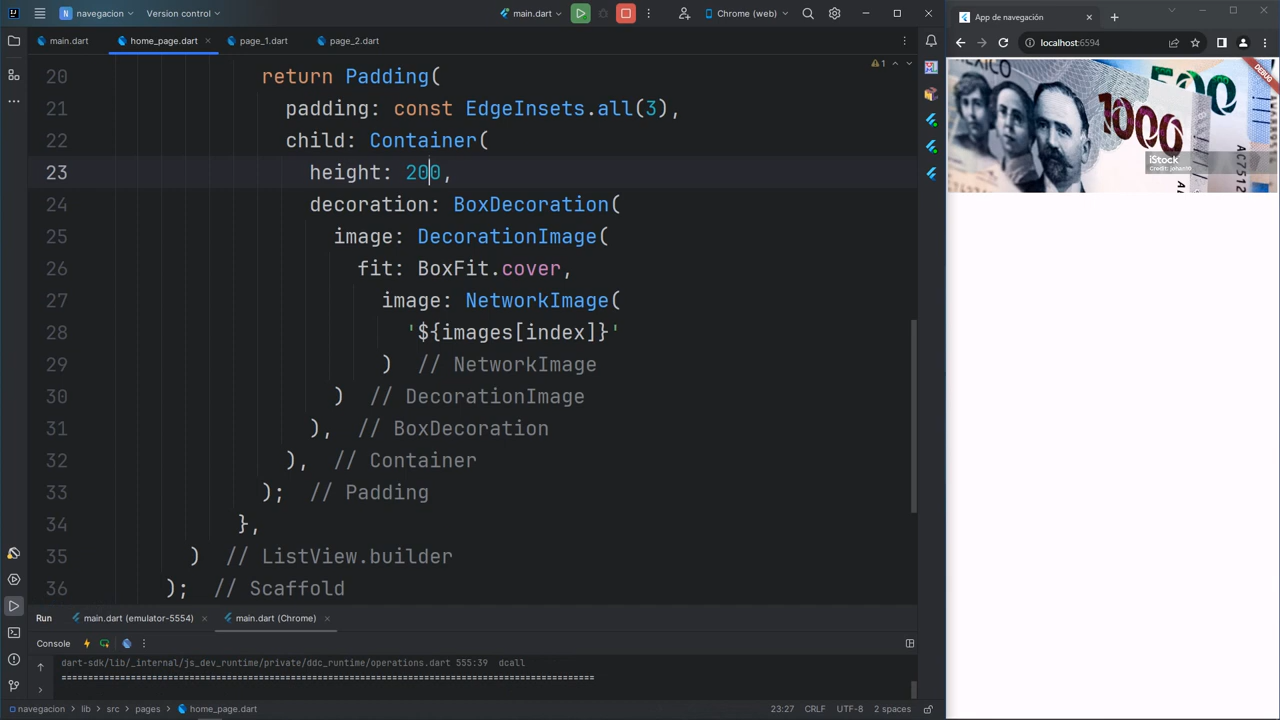 navegacion
Version control
main.dart
Chrome (web)
main.dart
home_page.dart
page_1.dart
page_2.dart
1
20 return Padding(
21 padding: const EdgeInsets.all(3),
22 child: Container(
23 height: 200,
24 decoration: BoxDecoration(
25 image: DecorationImage(
26 fit: BoxFit.cover,
27 image: NetworkImage(
28 '${images[index]}'
29 ) // NetworkImage
30 ) // DecorationImage
31 ), // BoxDecoration
32 ), // Container
33 ); // Padding
34 },
35 ) // ListView.builder
36 ); // Scaffold
Run main.dart (emulator-5554) main.dart (Chrome)
Console
dart-sdk/lib/_internal/js_dev_runtime/private/ddc_runtime/operations.dart 555:39 dcall
navegacion > lib > src > pages > home_page.dart
23:27 CRLF UTF-8 2 spaces
App de navegación
localhost:6594
DEBUG
500
1000
iStock